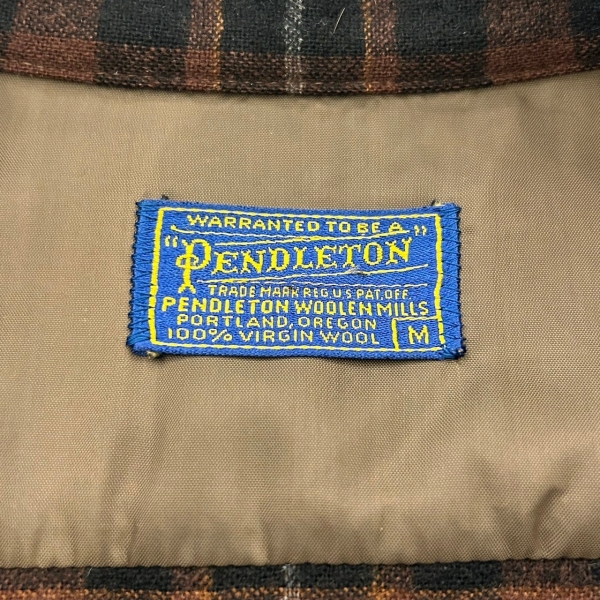 WARRANTED TO BE A
"PENDLETON"
TRADE MARK REG. U.S. PAT. OFF.
PENDLETON WOOLEN MILLS
PORTLAND, OREGON
100% VIRGIN WOOL
M